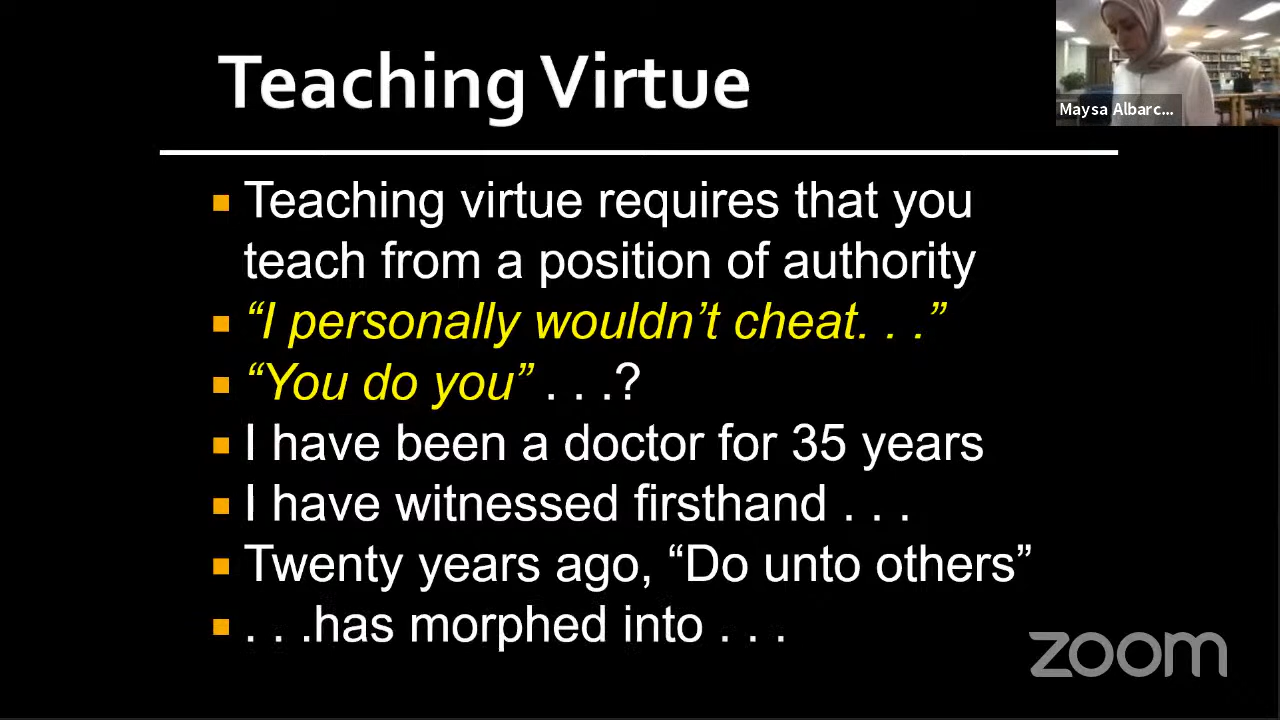 Teaching Virtue
Maysa Albarc...
Teaching virtue requires that you
teach from a position of authority
“I personally wouldn’t cheat. . .”
“You do you” . . .?
I have been a doctor for 35 years
I have witnessed firsthand . . .
Twenty years ago, “Do unto others”
. . .has morphed into . . .
zoom